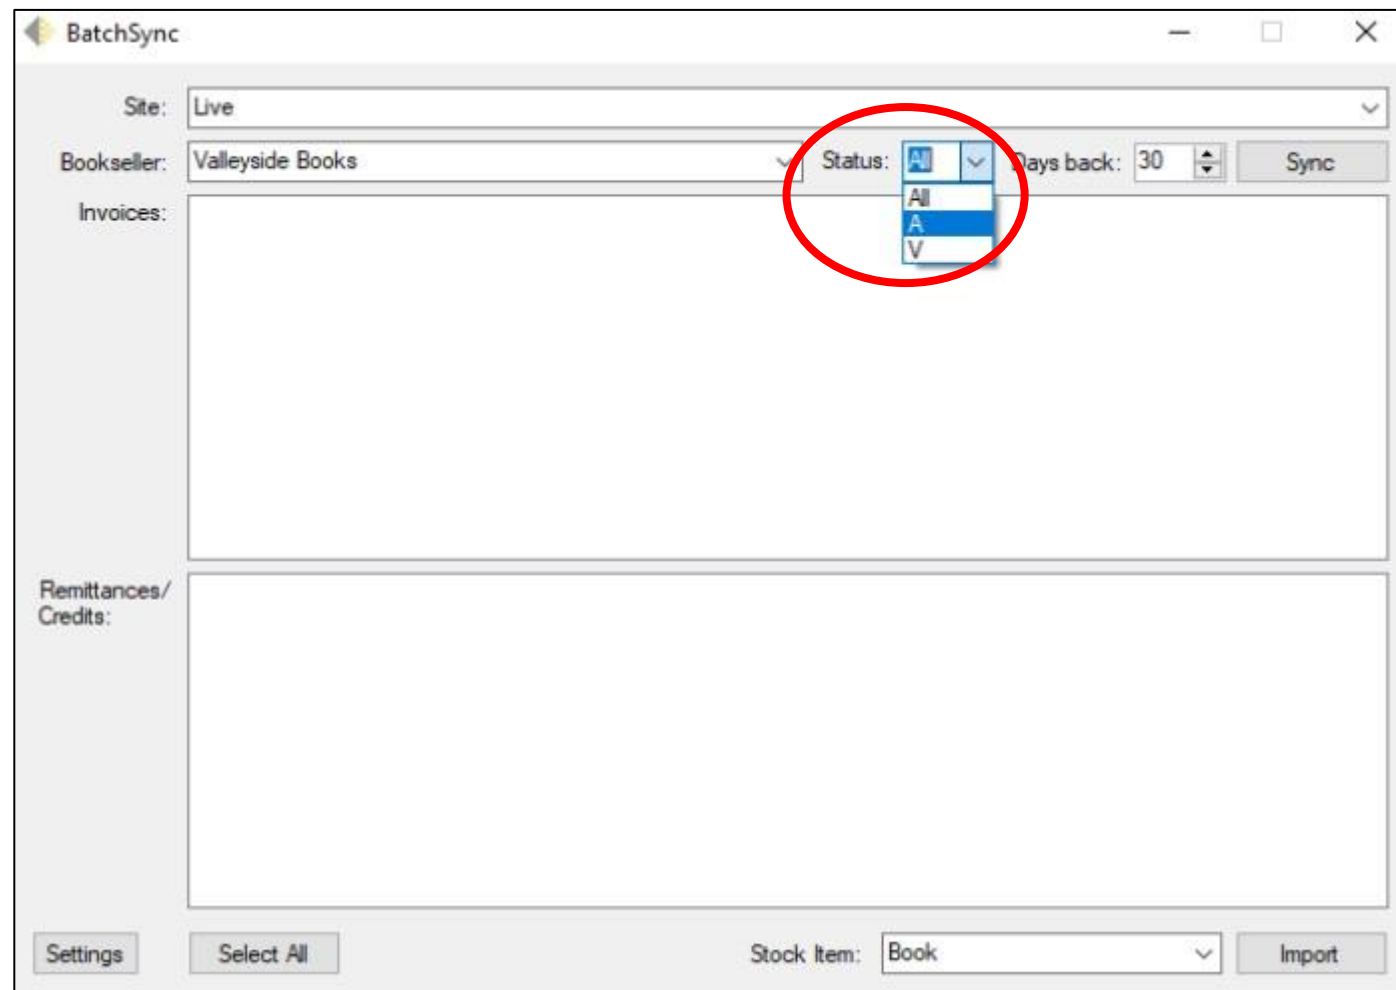 BatchSync
Site: Live
Bookseller: Valleyside Books Status: All Days back: 30 Sync
All
A
V
Invoices:
Remittances/
Credits:
Settings Select All Stock Item: Book Import